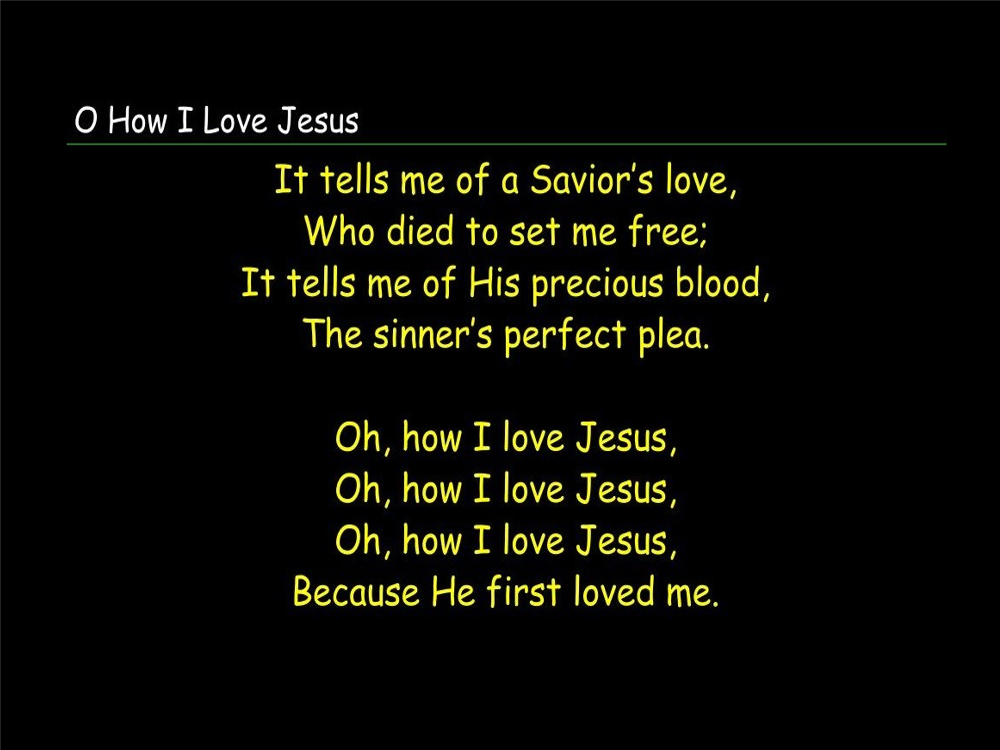 O How I Love Jesus
It tells me of a Savior’s love,
Who died to set me free;
It tells me of His precious blood,
The sinner’s perfect plea.
Oh, how I love Jesus,
Oh, how I love Jesus,
Oh, how I love Jesus,
Because He first loved me.